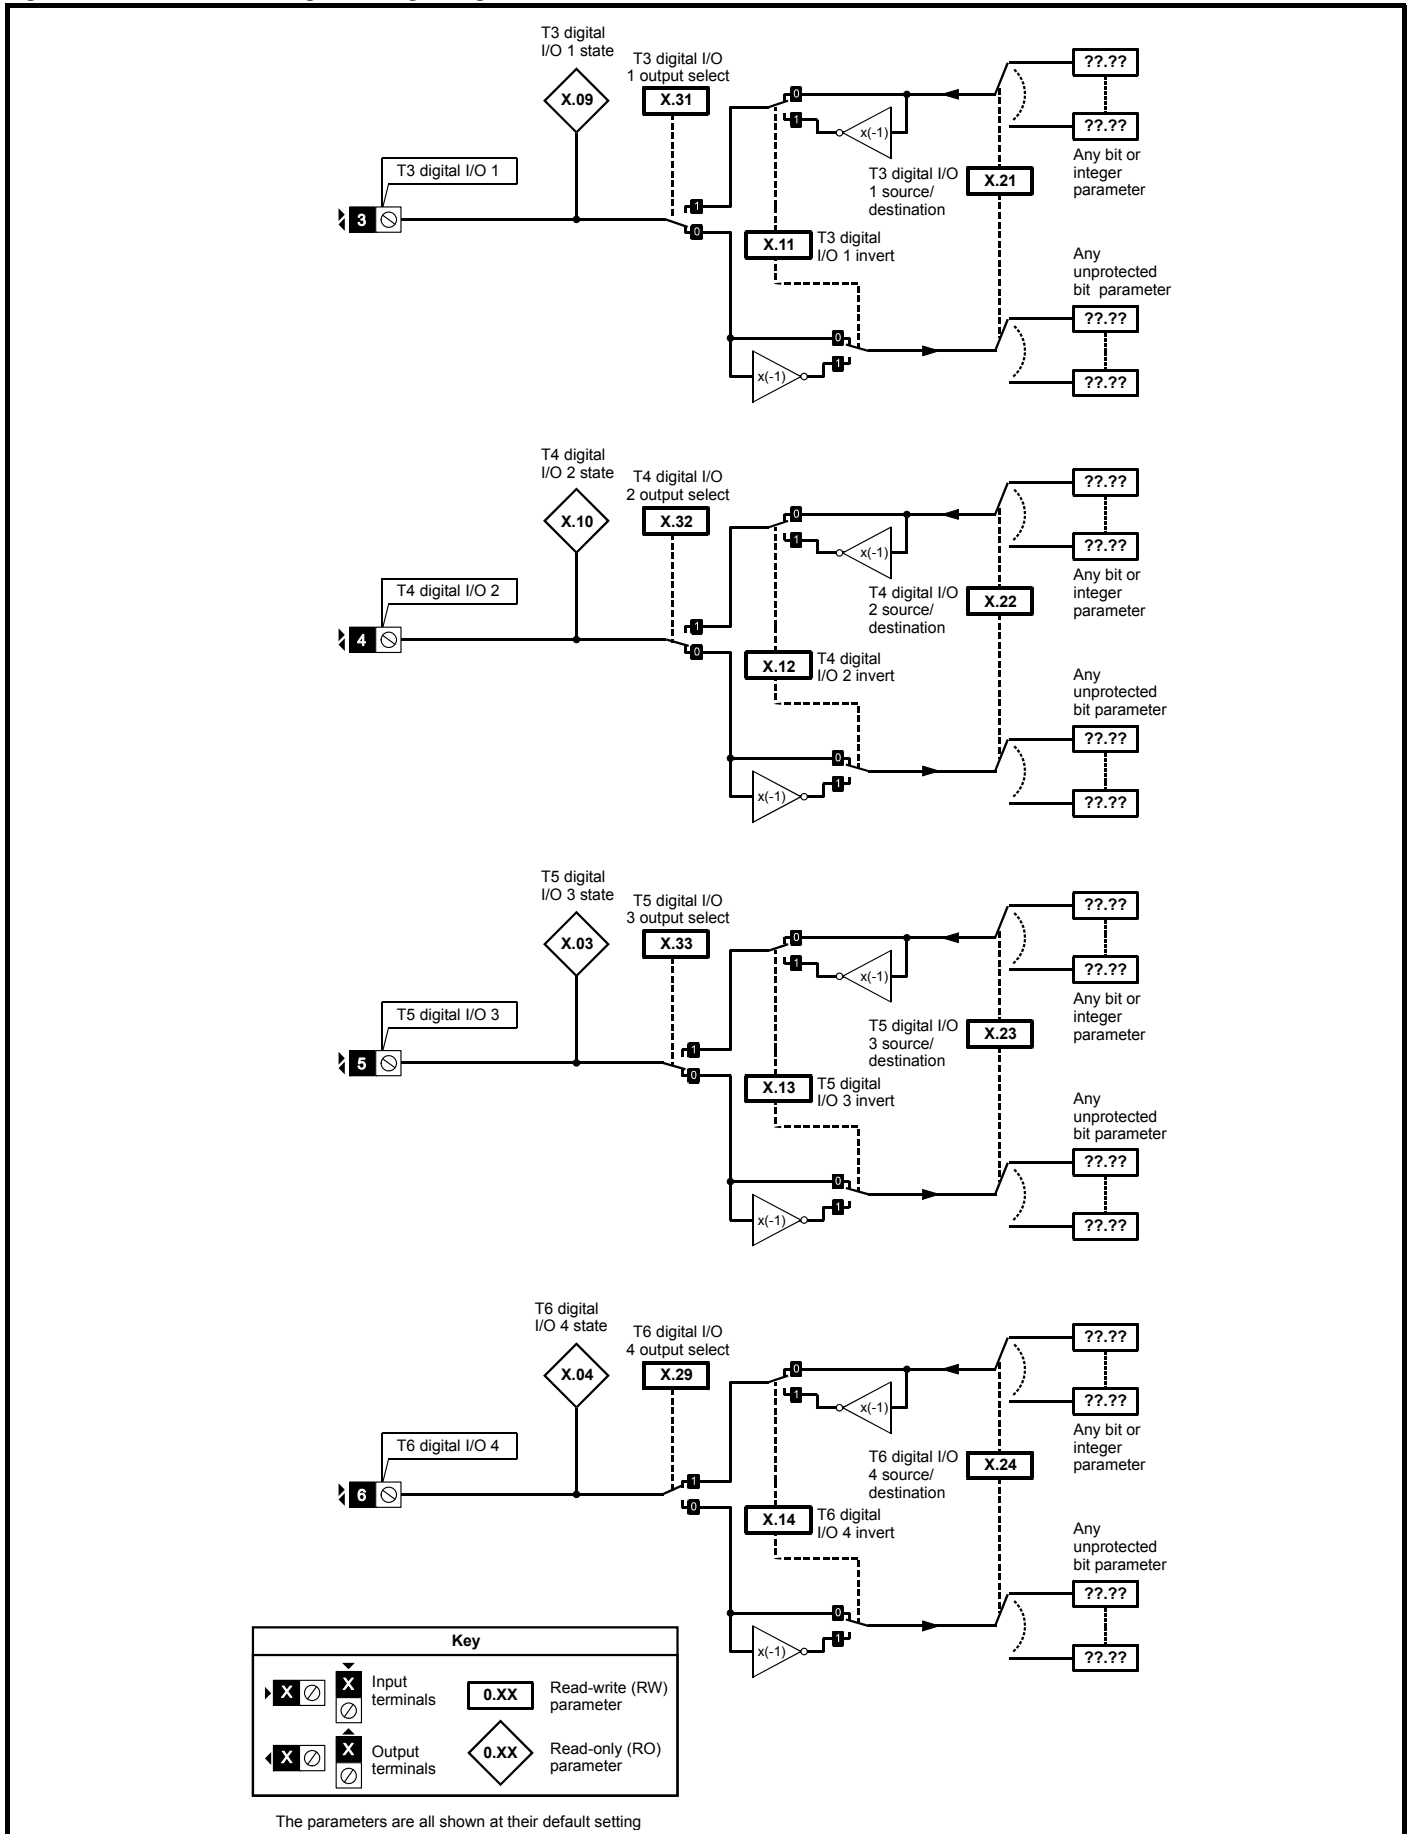 T3 digital
I/O 1 state
T3 digital I/O
1 output select
X.09
X.31
0
1
x(-1)
??.??
??.??
Any bit or
integer
parameter
T3 digital I/O 1
T3 digital I/O
1 source/
destination
X.21
3
1
0
X.11
T3 digital
I/O 1 invert
Any
unprotected
bit parameter
??.??
0
1
x(-1)
??.??
T4 digital
I/O 2 state
T4 digital I/O
2 output select
X.10
X.32
0
1
x(-1)
??.??
??.??
Any bit or
integer
parameter
T4 digital I/O 2
T4 digital I/O
2 source/
destination
X.22
4
1
0
X.12
T4 digital
I/O 2 invert
Any
unprotected
bit parameter
??.??
0
1
x(-1)
??.??
T5 digital
I/O 3 state
T5 digital I/O
3 output select
X.03
X.33
0
1
x(-1)
??.??
??.??
Any bit or
integer
parameter
T5 digital I/O 3
T5 digital I/O
3 source/
destination
X.23
5
1
0
X.13
T5 digital
I/O 3 invert
Any
unprotected
bit parameter
??.??
0
1
x(-1)
??.??
T6 digital
I/O 4 state
T6 digital I/O
4 output select
X.04
X.29
0
1
x(-1)
??.??
??.??
Any bit or
integer
parameter
T6 digital I/O 4
T6 digital I/O
4 source/
destination
X.24
6
1
0
X.14
T6 digital
I/O 4 invert
Any
unprotected
bit parameter
??.??
0
1
x(-1)
??.??
Key
X
X
Input
terminals
0.XX
Read-write (RW)
parameter
X
X
Output
terminals
0.XX
Read-only (RO)
parameter
The parameters are all shown at their default setting